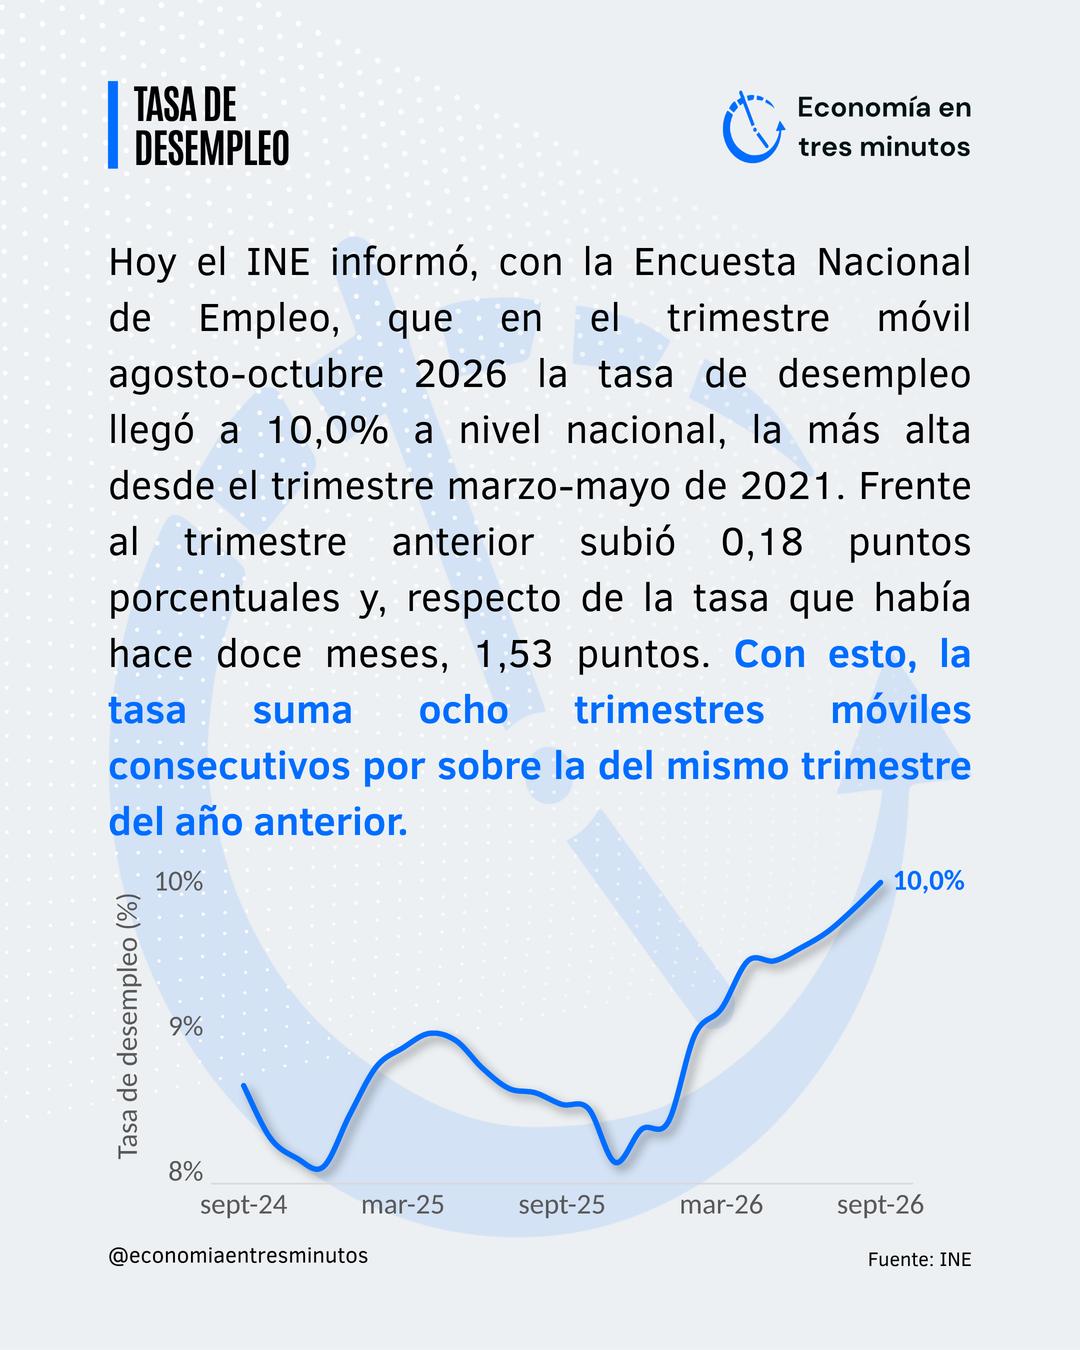 TASA DE
DESEMPLEO
Economía en
tres minutos
Hoy el INE informó, con la Encuesta Nacional
de Empleo, que en el trimestre móvil
agosto-octubre 2026 la tasa de desempleo
llegó a 10,0% a nivel nacional, la más alta
desde el trimestre marzo-mayo de 2021. Frente
al trimestre anterior subió 0,18 puntos
porcentuales y, respecto de la tasa que había
hace doce meses, 1,53 puntos. Con esto, la
tasa suma ocho trimestres móviles
consecutivos por sobre la del mismo trimestre
del año anterior.
Tasa de desempleo (%)
10%
9%
8%
10,0%
sept-24 mar-25 sept-25 mar-26 sept-26
@economiaentresminutos
Fuente: INE